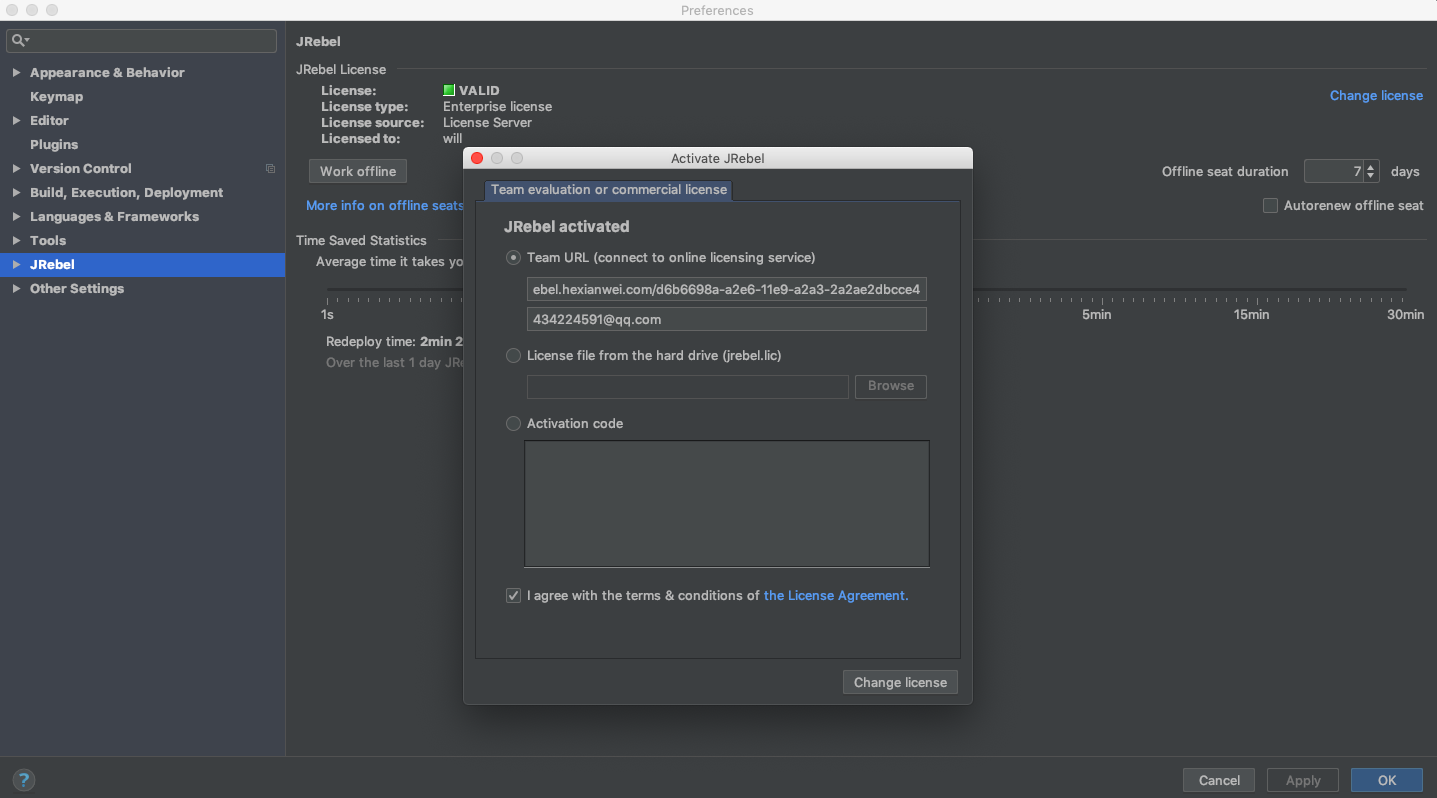 Preferences
Appearance & Behavior
Keymap
Editor
Plugins
Version Control
Build, Execution, Deployment
Languages & Frameworks
Tools
JRebel
Other Settings
JRebel
JRebel License
License: VALID
License type: Enterprise license
License source: License Server
Licensed to: will
Change license
Work offline
Offline seat duration 7 days
More info on offline seats
Autorenew offline seat
Time Saved Statistics
Average time it takes yo
1s 5min 15min 30min
Redeploy time: 2min 2
Over the last 1 day JRe
Activate JRebel
Team evaluation or commercial license
JRebel activated
Team URL (connect to online licensing service)
ebel.hexianwei.com/d6b6698a-a2e6-11e9-a2a3-2a2ae2dbcce4
434224591@qq.com
License file from the hard drive (jrebel.lic)
Browse
Activation code
I agree with the terms & conditions of the License Agreement.
Change license
? Cancel Apply OK